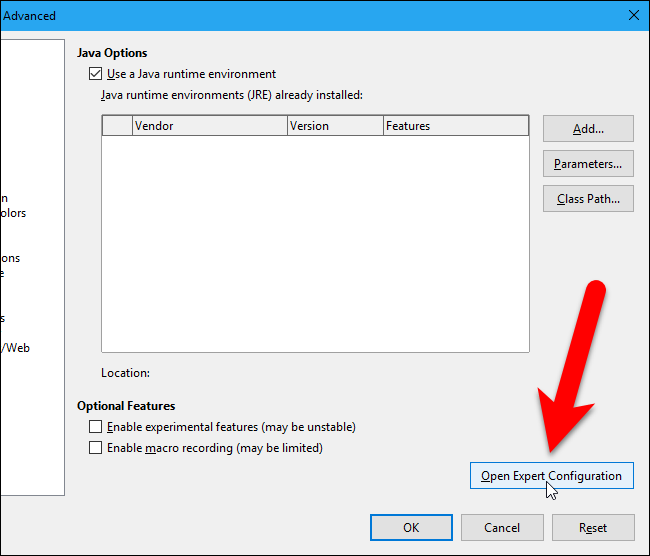 Advanced
Java Options
Use a Java runtime environment
Java runtime environments (JRE) already installed:
Vendor Version Features
Add...
Parameters...
Class Path...
n
olors
ons
e
s
/Web
Location:
Optional Features
Enable experimental features (may be unstable)
Enable macro recording (may be limited)
Open Expert Configuration
OK Cancel Reset